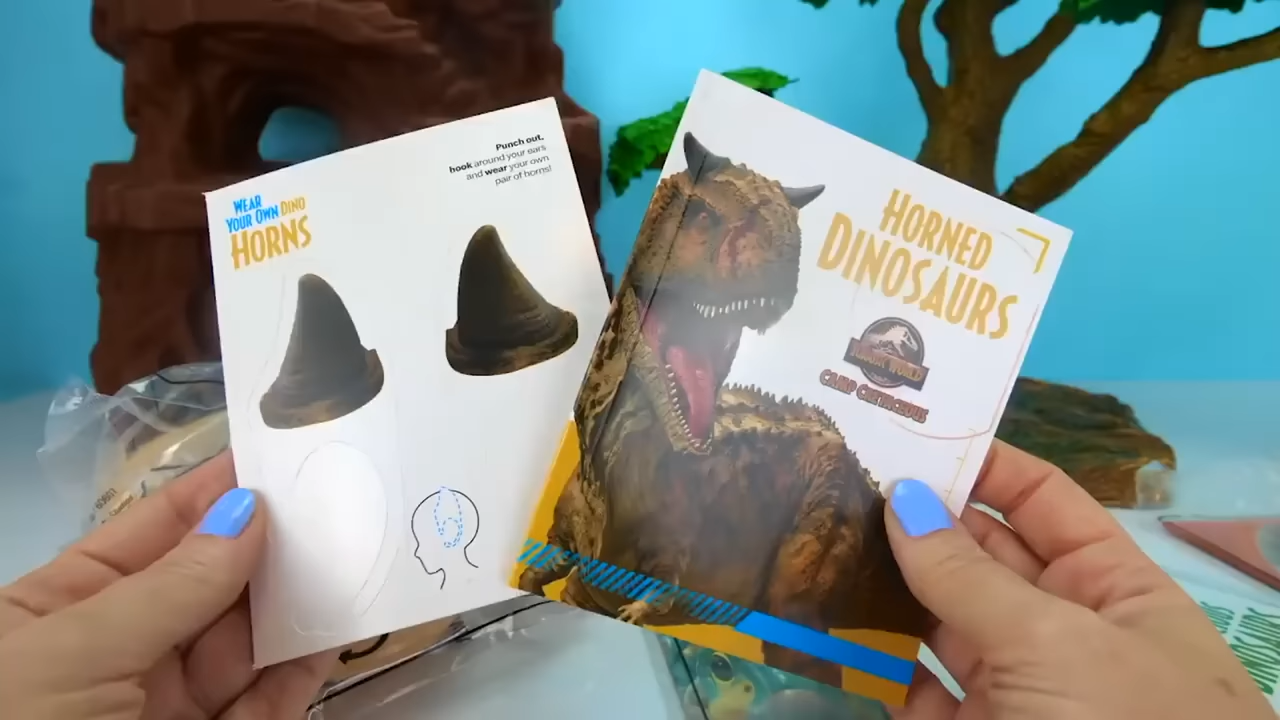 WEAR
YOUR OWN DINO
HORNS
Punch out,
hook around your ears
and wear your own
pair of horns!
HORNED
DINOSAURS
JURASSIC WORLD
CAMP CRETACEOUS